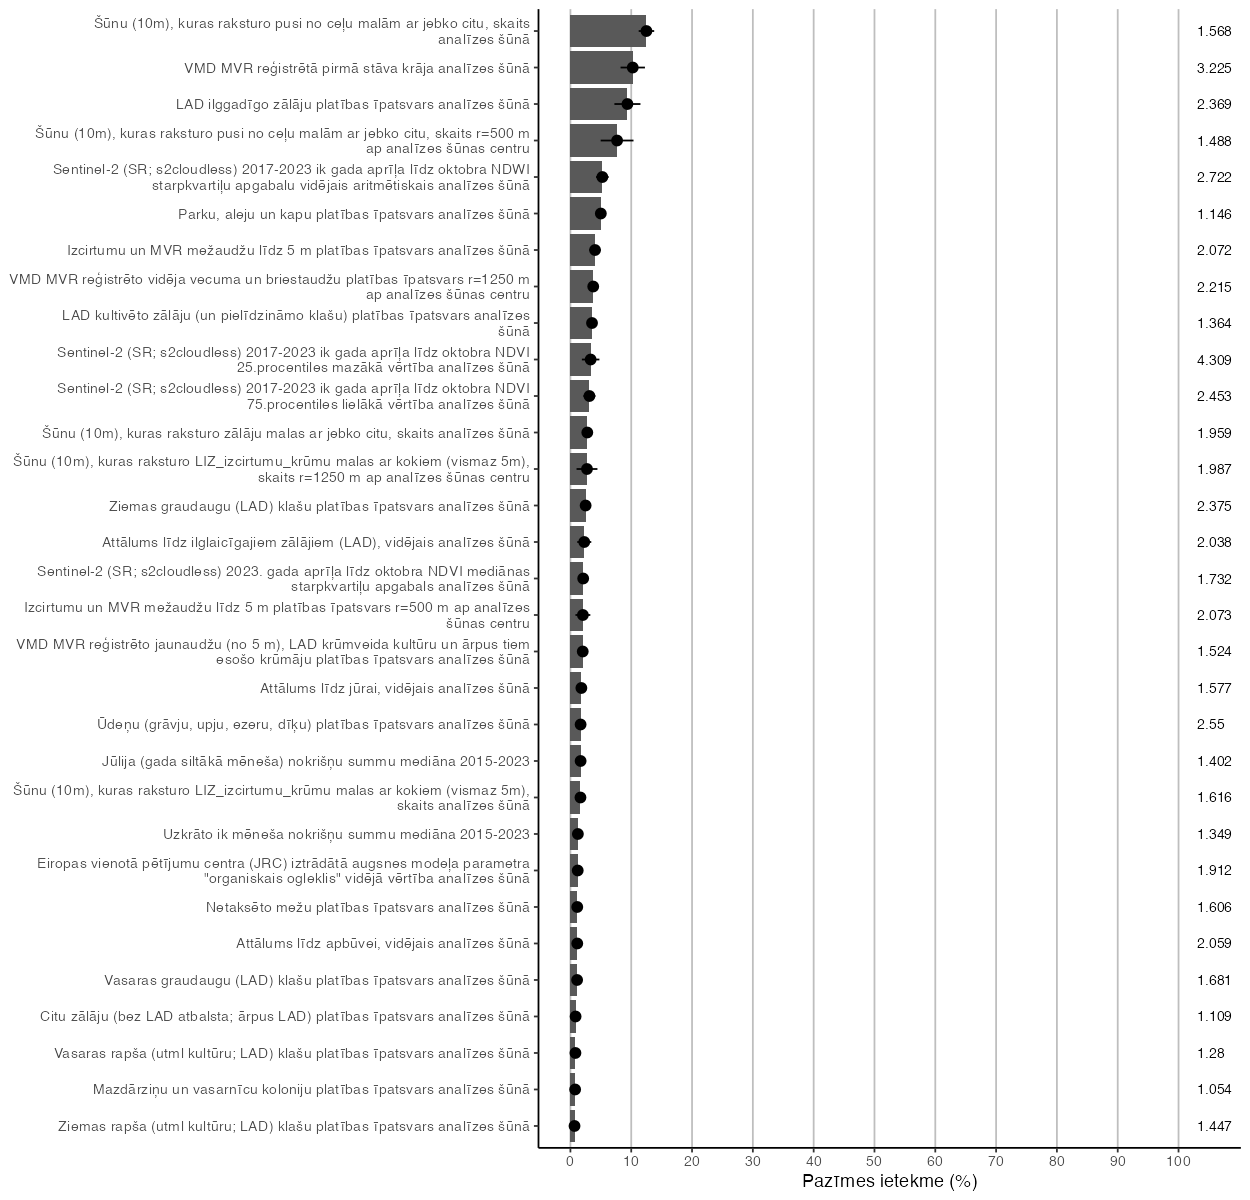 Šūnu (10m), kuras raksturo pusi no ceļu malām ar jebko citu, skaits
analīzes šūnā
1.568
VMD MVR reģistrētā pirmā stāva krāja analīzes šūnā
3.225
LAD ilggadīgo zālāju platības īpatsvars analīzes šūnā
2.369
Šūnu (10m), kuras raksturo pusi no ceļu malām ar jebko citu, skaits r=500 m
ap analīzes šūnas centru
1.488
Sentinel-2 (SR; s2cloudless) 2017-2023 ik gada aprīļa līdz oktobra NDWI
starpkvartiļu apgabalu vidējais aritmētiskais analīzes šūnā
2.722
Parku, aleju un kapu platības īpatsvars analīzes šūnā
1.146
Izcirtumu un MVR mežaudžu līdz 5 m platības īpatsvars analīzes šūnā
2.072
VMD MVR reģistrēto vidēja vecuma un briestaudžu platības īpatsvars r=1250 m
ap analīzes šūnas centru
2.215
LAD kultivēto zālāju (un pielīdzināmo klašu) platības īpatsvars analīzes
šūnā
1.364
Sentinel-2 (SR; s2cloudless) 2017-2023 ik gada aprīļa līdz oktobra NDVI
25.procentiles mazākā vērtība analīzes šūnā
4.309
Sentinel-2 (SR; s2cloudless) 2017-2023 ik gada aprīļa līdz oktobra NDVI
75.procentiles lielākā vērtība analīzes šūnā
2.453
Šūnu (10m), kuras raksturo zālāju malas ar jebko citu, skaits analīzes šūnā
1.959
Šūnu (10m), kuras raksturo LIZ_izcirtumu_krūmu malas ar kokiem (vismaz 5m),
skaits r=1250 m ap analīzes šūnas centru
1.987
Ziemas graudaugu (LAD) klašu platības īpatsvars analīzes šūnā
2.375
Attālums līdz ilglaicīgajiem zālājiem (LAD), vidējais analīzes šūnā
2.038
Sentinel-2 (SR; s2cloudless) 2023. gada aprīļa līdz oktobra NDVI mediānas
starpkvartiļu apgabals analīzes šūnā
1.732
Izcirtumu un MVR mežaudžu līdz 5 m platības īpatsvars r=500 m ap analīzes
šūnas centru
2.073
VMD MVR reģistrēto jaunaudžu (no 5 m), LAD krūmveida kultūru un ārpus tiem
esošo krūmāju platības īpatsvars analīzes šūnā
1.524
Attālums līdz jūrai, vidējais analīzes šūnā
1.577
Ūdeņu (grāvju, upju, ezeru, dīķu) platības īpatsvars analīzes šūnā
2.55
Jūlija (gada siltākā mēneša) nokrišņu summu mediāna 2015-2023
1.402
Šūnu (10m), kuras raksturo LIZ_izcirtumu_krūmu malas ar kokiem (vismaz 5m),
skaits analīzes šūnā
1.616
Uzkrāto ik mēneša nokrišņu summu mediāna 2015-2023
1.349
Eiropas vienotā pētījumu centra (JRC) iztrādātā augsnes modeļa parametra
"organiskais ogleklis" vidējā vērtība analīzes šūnā
1.912
Netaksēto mežu platības īpatsvars analīzes šūnā
1.606
Attālums līdz apbūvei, vidējais analīzes šūnā
2.059
Vasaras graudaugu (LAD) klašu platības īpatsvars analīzes šūnā
1.681
Citu zālāju (bez LAD atbalsta; ārpus LAD) platības īpatsvars analīzes šūnā
1.109
Vasaras rapša (utml kultūru; LAD) klašu platības īpatsvars analīzes šūnā
1.28
Mazdārziņu un vasarnīcu koloniju platības īpatsvars analīzes šūnā
1.054
Ziemas rapša (utml kultūru; LAD) klašu platības īpatsvars analīzes šūnā
1.447
0 10 20 30 40 50 60 70 80 90 100
Pazīmes ietekme (%)